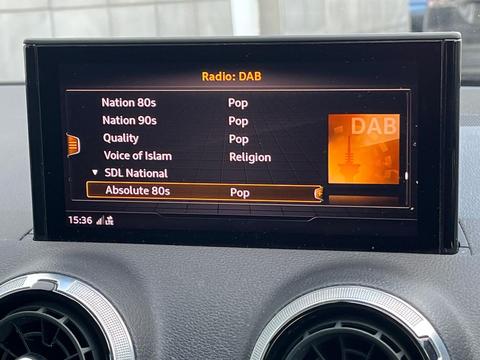 Radio: DAB
Nation 80s Pop
Nation 90s Pop
Quality Pop
Voice of Islam Religion
SDL National
Absolute 80s Pop
DAB
15:36 LTE